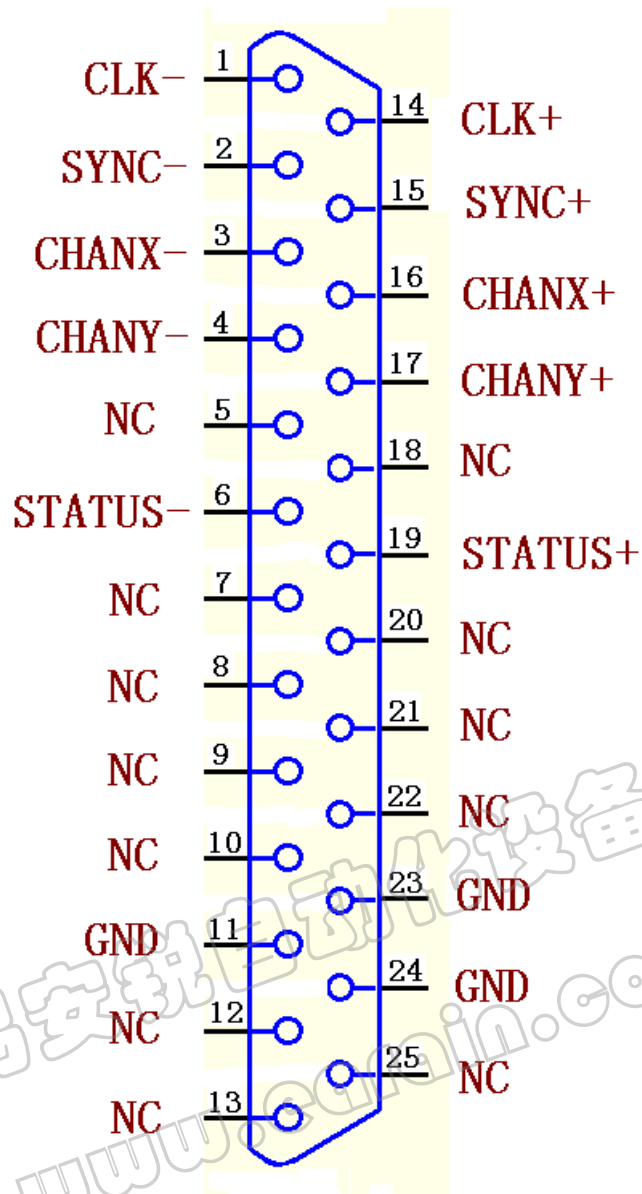 CLK- 1
14 CLK+
SYNC- 2
15 SYNC+
CHANX- 3
16 CHANX+
CHANY- 4
17 CHANY+
NC 5
18 NC
STATUS- 6
19 STATUS+
NC 7
20 NC
NC 8
21 NC
NC 9
22 NC
NC 10
23 GND
GND 11
24 GND
NC 12
25 NC
NC 13
安锐自动化设备
www.carain.co